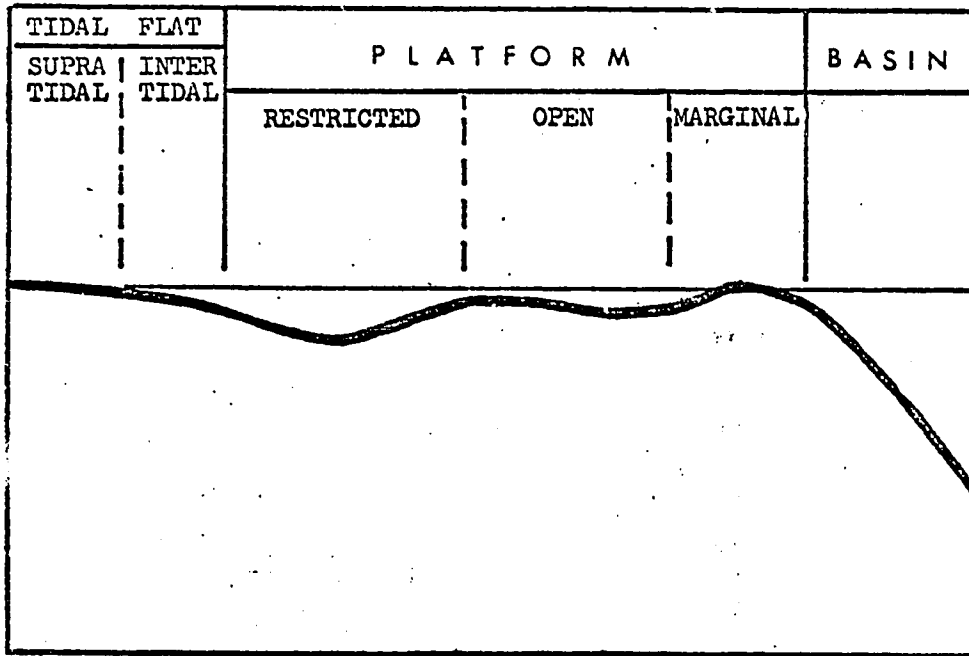 TIDAL FLAT
SUPRA TIDAL
INTER TIDAL
PLATFORM
RESTRICTED
OPEN
MARGINAL
BASIN